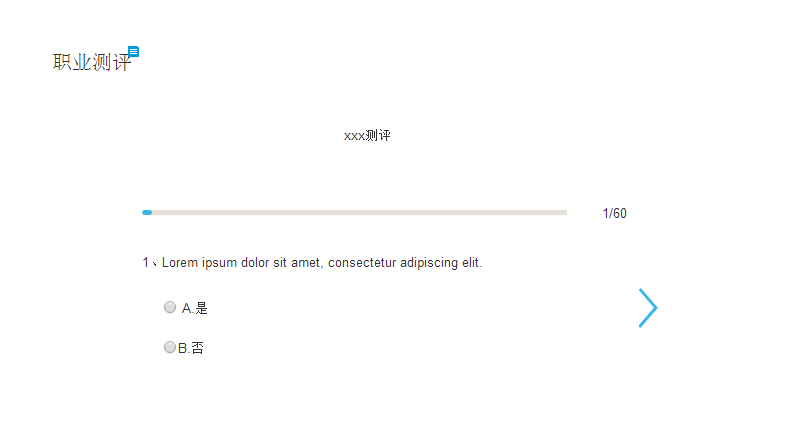 职业测评
xxx测评
1/60
1、Lorem ipsum dolor sit amet, consectetur adipiscing elit.
A.是
B.否